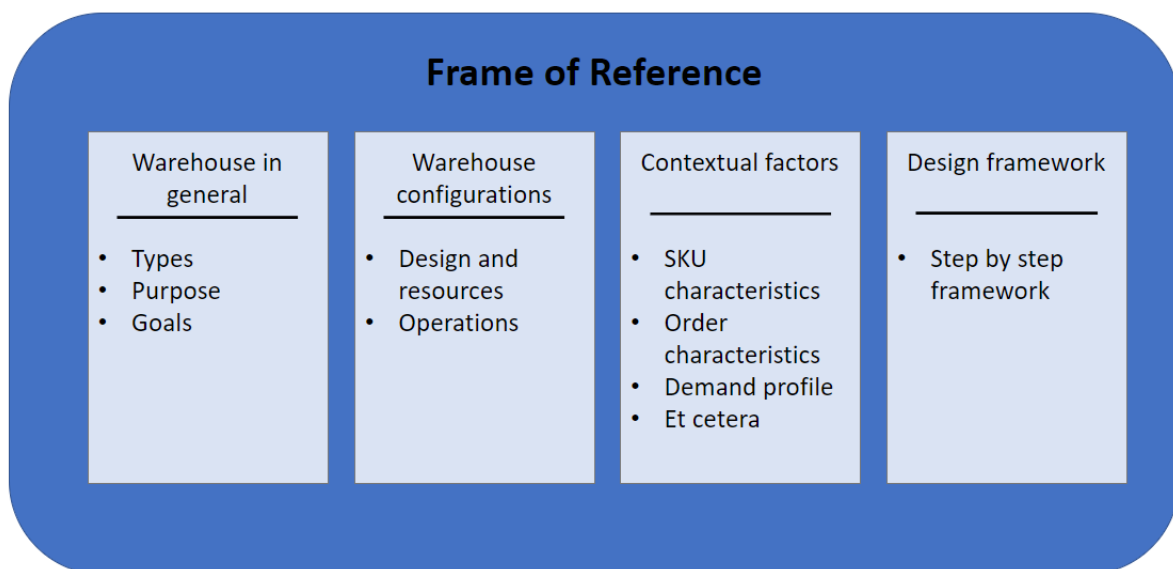 Frame of Reference
Warehouse in
general
• Types
• Purpose
• Goals
Warehouse
configurations
• Design and
resources
• Operations
Contextual factors
• SKU
characteristics
• Order
characteristics
• Demand profile
• Et cetera
Design framework
• Step by step
framework